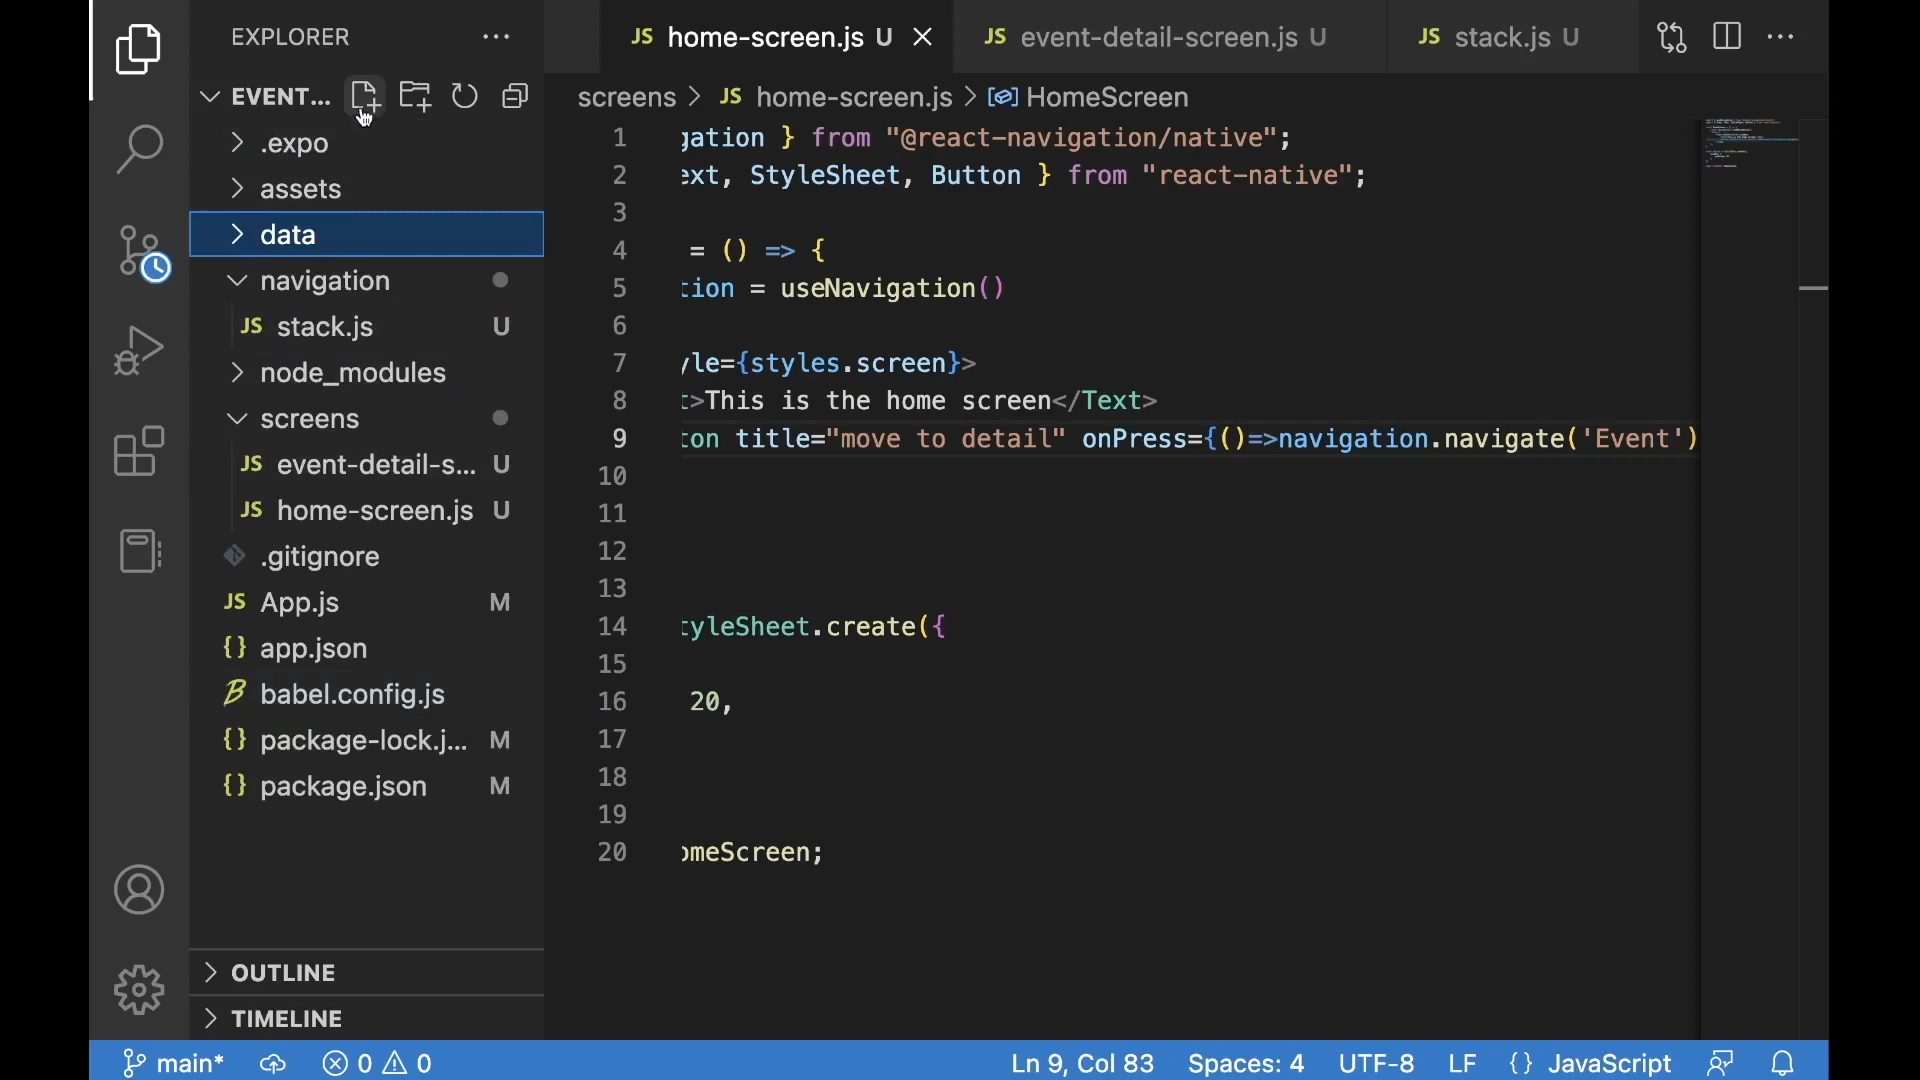 EXPLORER
EVENT...
.expo
assets
data
navigation
JS stack.js U
node_modules
screens
JS event-detail-s... U
JS home-screen.js U
.gitignore
JS App.js M
{} app.json
babel.config.js
{} package-lock.j... M
{} package.json M
OUTLINE
TIMELINE
JS home-screen.js U
JS event-detail-screen.js U
JS stack.js U
screens > JS home-screen.js > HomeScreen
1 gation } from "@react-navigation/native";
2 ext, StyleSheet, Button } from "react-native";
3
4 = () => {
5 tion = useNavigation()
6
7 yle={styles.screen}>
8 t>This is the home screen</Text>
9 ton title="move to detail" onPress={()=>navigation.navigate('Event')
10
11
12
13
14 tyleSheet.create({
15
16 20,
17
18
19
20 omeScreen;
main* 0 0 Ln 9, Col 83 Spaces: 4 UTF-8 LF {} JavaScript